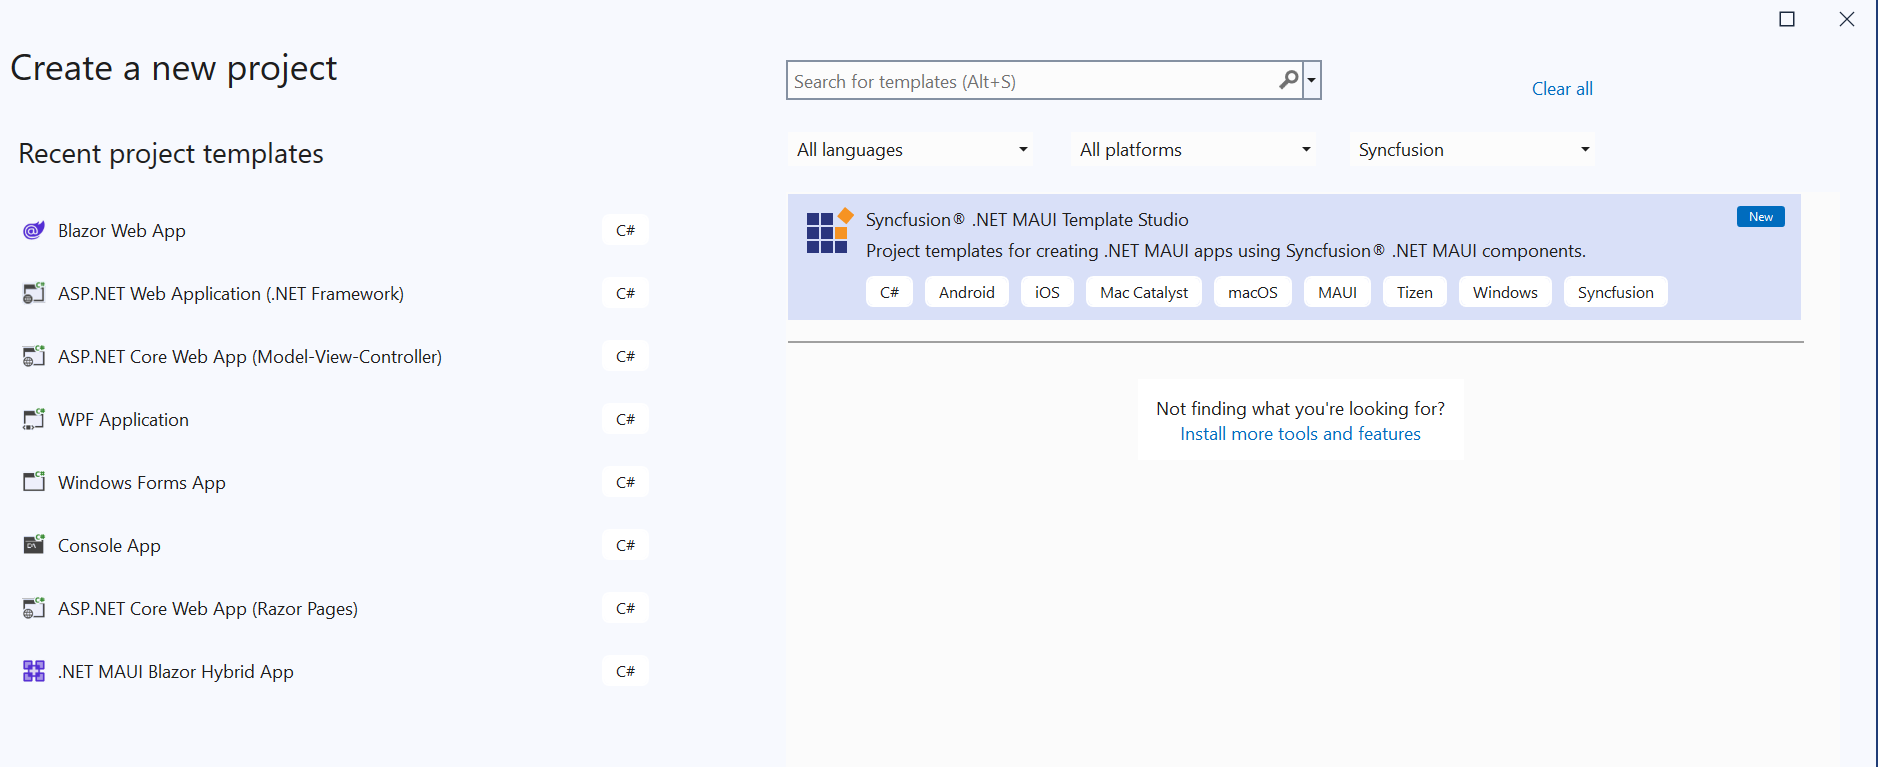 Create a new project
Search for templates (Alt+S)
Clear all
Recent project templates
All languages
All platforms
Syncfusion
Blazor Web App
C#
ASP.NET Web Application (.NET Framework)
C#
ASP.NET Core Web App (Model-View-Controller)
C#
WPF Application
C#
Windows Forms App
C#
Console App
C#
ASP.NET Core Web App (Razor Pages)
C#
.NET MAUI Blazor Hybrid App
C#
Syncfusion® .NET MAUI Template Studio
New
Project templates for creating .NET MAUI apps using Syncfusion® .NET MAUI components.
C# Android iOS Mac Catalyst macOS MAUI Tizen Windows Syncfusion
Not finding what you're looking for?
Install more tools and features